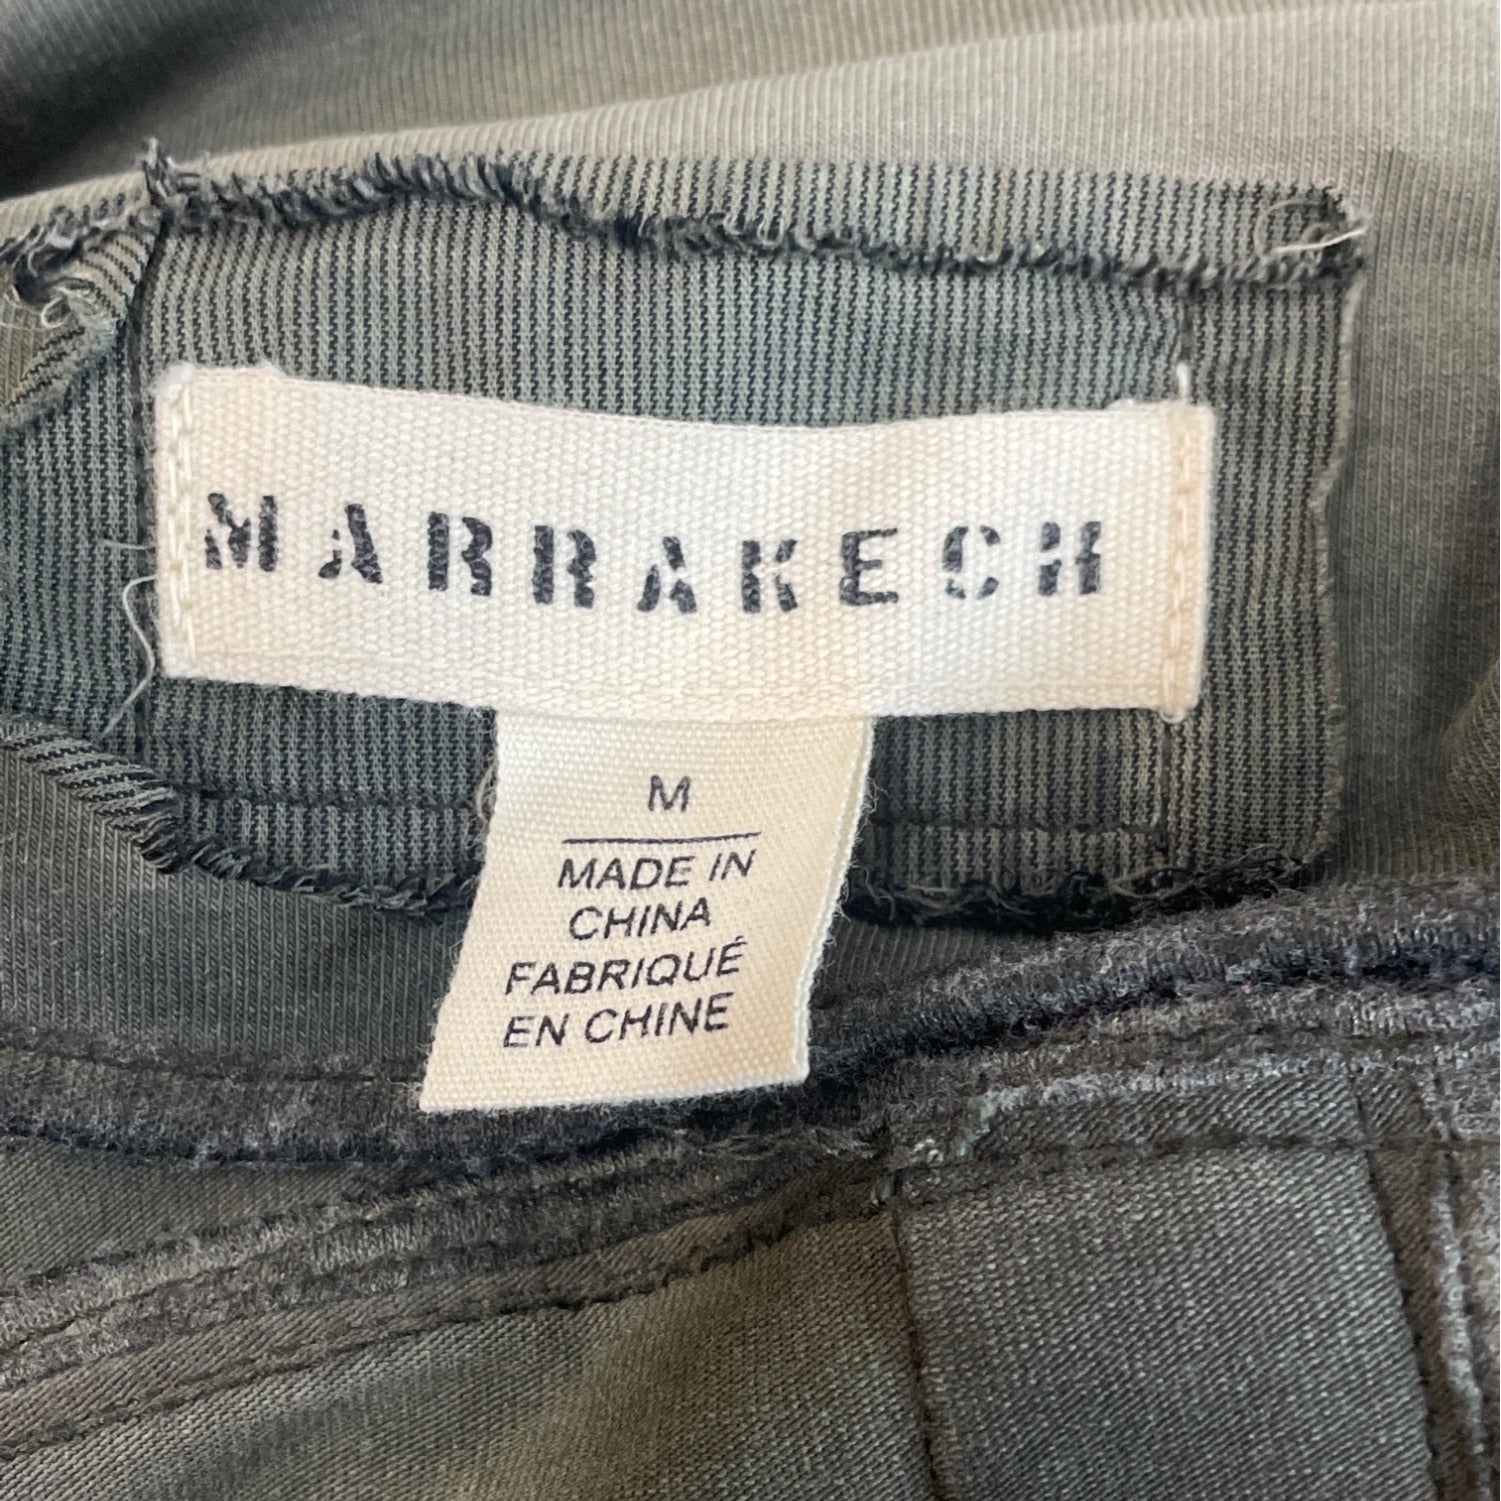 MARRAKECH
M
MADE IN
CHINA
FABRIQUÉ
EN CHINE